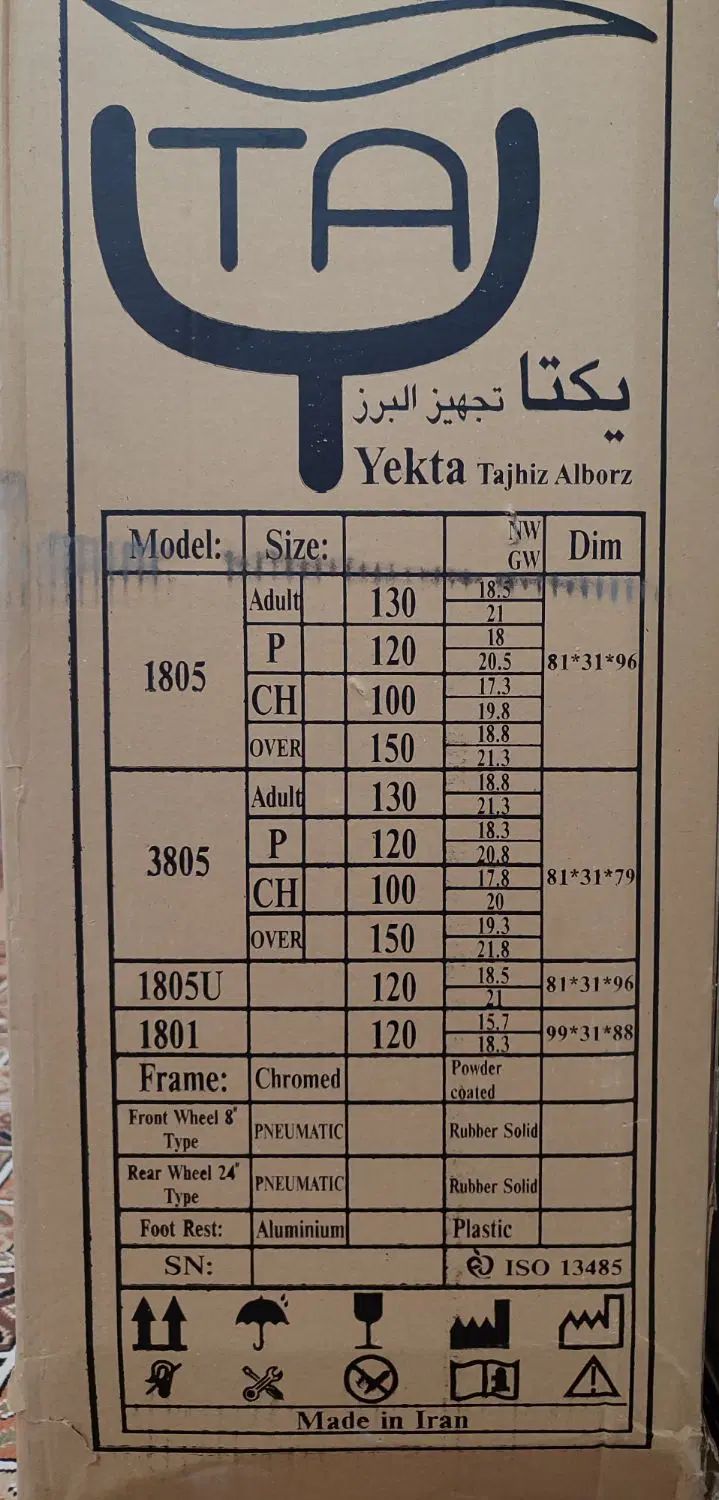 TA
یکتا تجهیز البرز
Yekta Tajhiz Alborz
Model: Size: NW GW Dim
1805 81*31*96
Adult 130 18.5 21
P 120 18 20.5
CH 100 17.3 19.8
OVER 150 18.8 21.3
3805 81*31*79
Adult 130 18.8 21.3
P 120 18.3 20.8
CH 100 17.8 20
OVER 150 19.3 21.8
1805U 120 18.5 21 81*31*96
1801 120 15.7 18.3 99*31*88
Frame: Chromed Powder coated
Front Wheel 8" Type PNEUMATIC Rubber Solid
Rear Wheel 24" Type PNEUMATIC Rubber Solid
Foot Rest: Aluminium Plastic
SN: ISO 13485
Made in Iran